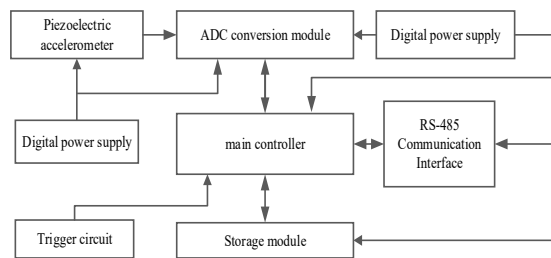 Piezoelectric
accelerometer
ADC conversion module
Digital power supply
Digital power supply
main controller
RS-485
Communication
Interface
Trigger circuit
Storage module